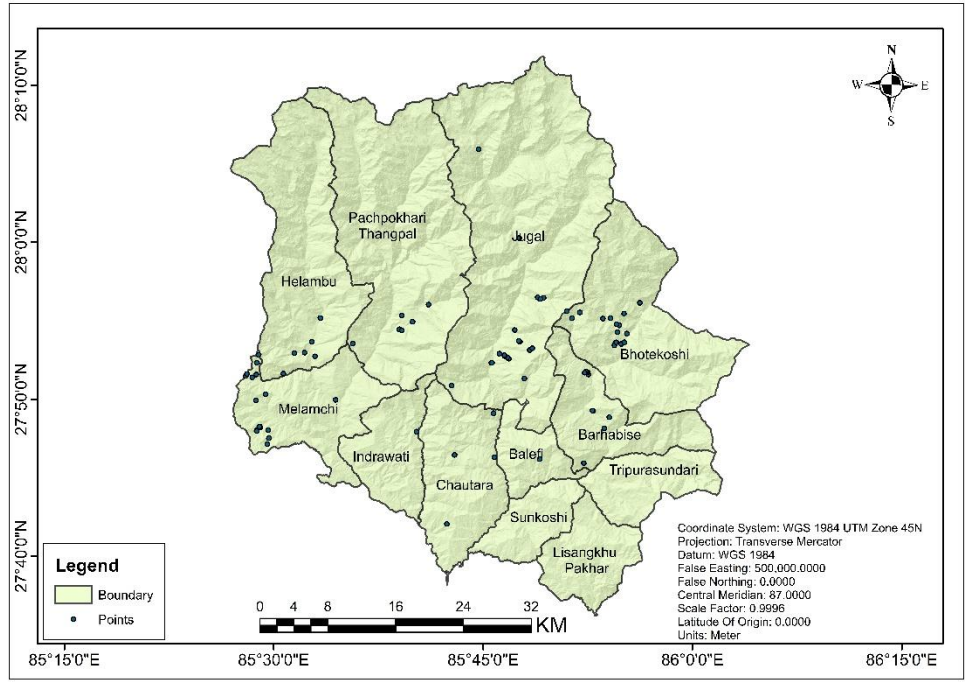 N
W E
S
28°10'0"N
28°0'0"N
27°50'0"N
27°40'0"N
Pachpokhari
Thangpal
Jugal
Helambu
Bhotekoshi
Melamchi
Barhabise
Indrawati
Balefi
Tripurasundari
Chautara
Sunkoshi
Lisangkhu
Pakhar
Legend
Boundary
Points
0 4 8 16 24 32
KM
Coordinate System: WGS 1984 UTM Zone 45N
Projection: Transverse Mercator
Datum: WGS 1984
False Easting: 500,000.0000
False Northing: 0.0000
Central Meridian: 87.0000
Scale Factor: 0.9996
Latitude Of Origin: 0.0000
Units: Meter
85°15'0"E 85°30'0"E 85°45'0"E 86°0'0"E 86°15'0"E